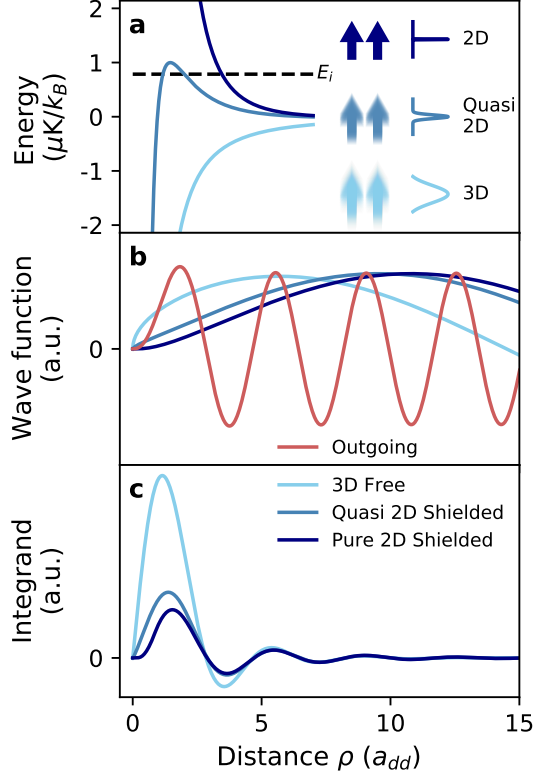 a
Energy
(μK/k_B)
2
1
0
-1
-2
E_i
2D
Quasi
2D
3D
b
Wave function
(a.u.)
0
Outgoing
c
Integrand
(a.u.)
0
3D Free
Quasi 2D Shielded
Pure 2D Shielded
0 5 10 15
Distance ρ (a_dd)